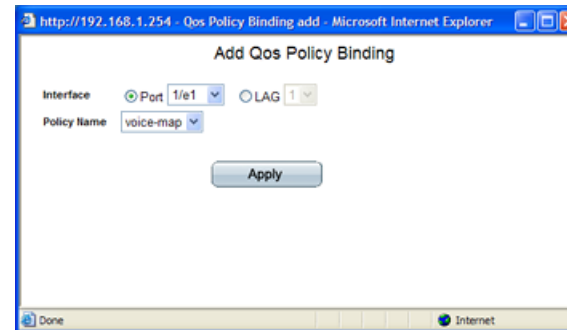 http://192.168.1.254 - Qos Policy Binding add - Microsoft Internet Explorer
Add Qos Policy Binding
Interface Port 1/e1 LAG 1
Policy Name voice-map
Apply
Done Internet